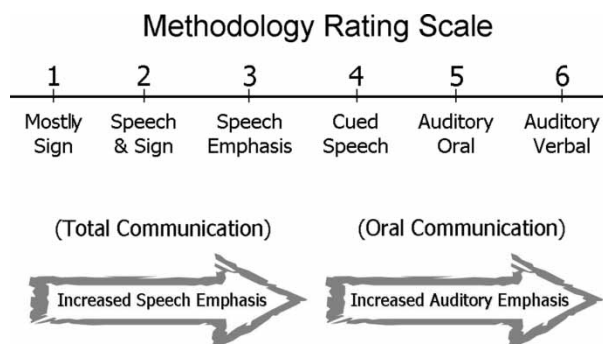 Methodology Rating Scale
1 2 3 4 5 6
Mostly Speech Speech Cued Auditory Auditory
Sign & Sign Emphasis Speech Oral Verbal
(Total Communication) (Oral Communication)
Increased Speech Emphasis Increased Auditory Emphasis